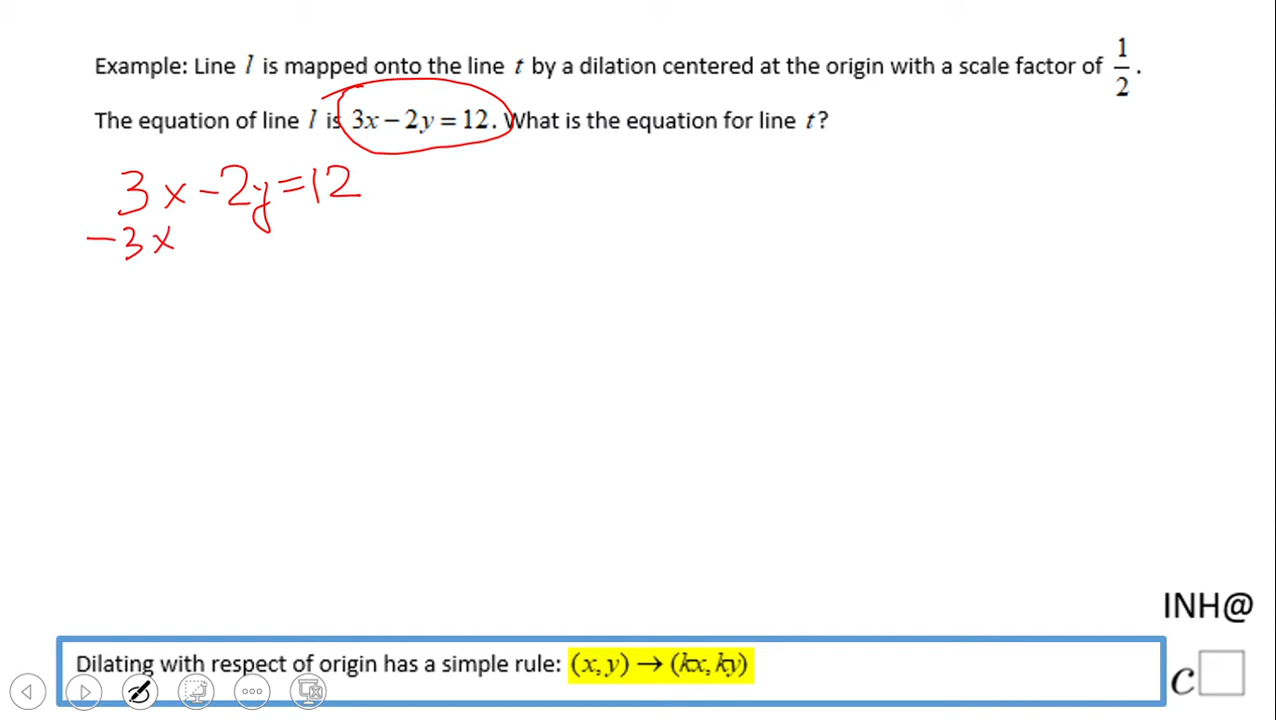 Example: Line l is mapped onto the line t by a dilation centered at the origin with a scale factor of 1/2.
The equation of line l is 3x − 2y = 12. What is the equation for line t?
3x −2y=12
−3x
INH@
Dilating with respect of origin has a simple rule: (x, y) → (kx, ky)
c